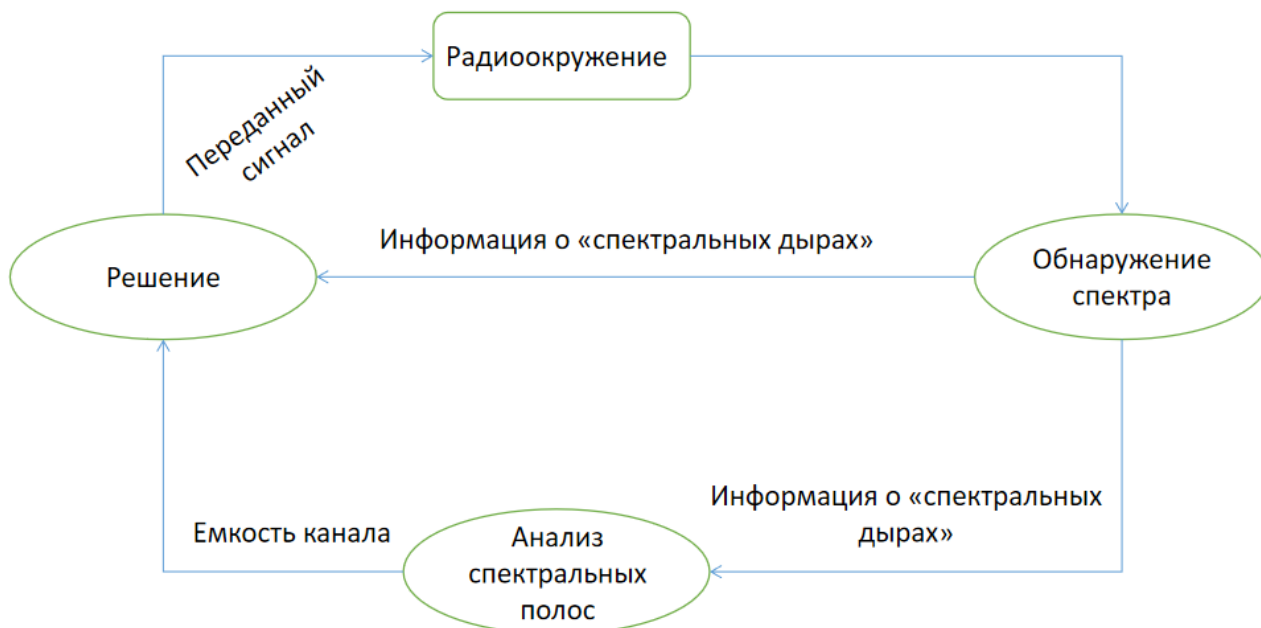 Радиоокружение
Переданный
сигнал
Информация о «спектральных дырах»
Решение
Обнаружение
спектра
Информация о «спектральных
дырах»
Емкость канала
Анализ
спектральных
полос